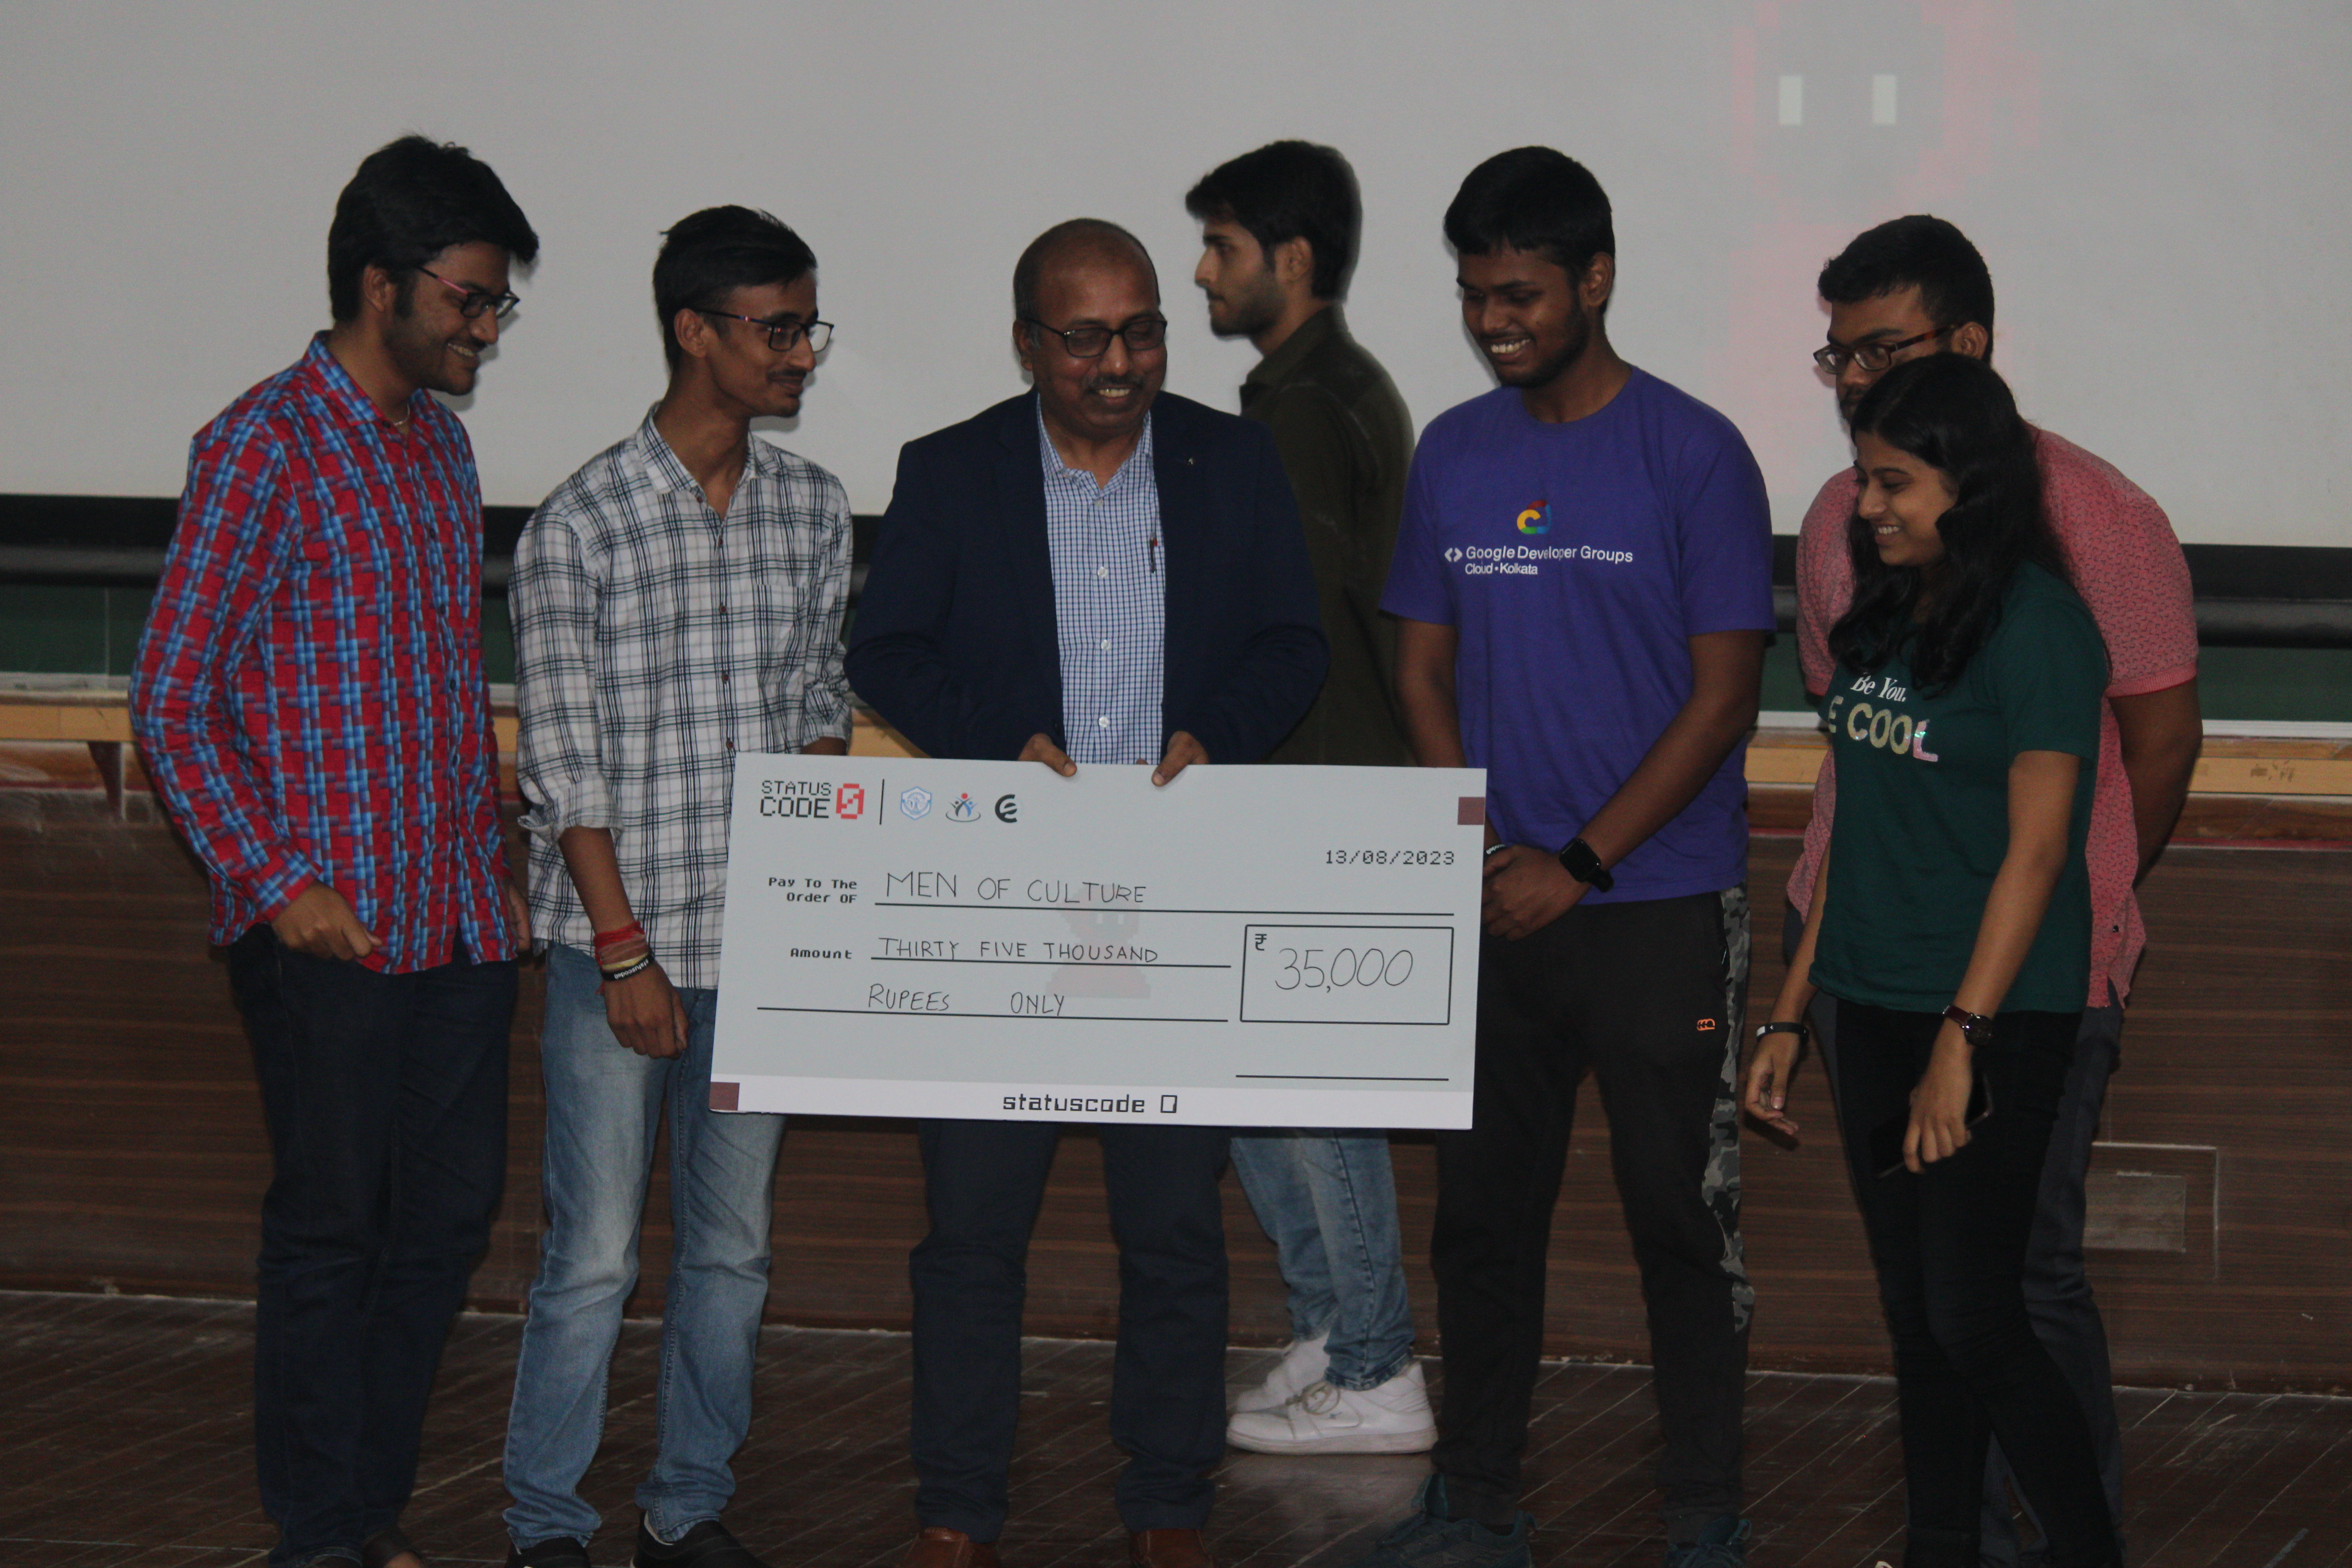 Google Developer Groups
Cloud • Kolkata
Be You.
E COOL
STATUS
CODE 0
13/08/2023
Pay To The
Order OF
MEN OF CULTURE
Amount
THIRTY FIVE THOUSAND
RUPEES ONLY
₹
35,000
statuscode 0
statuscode0